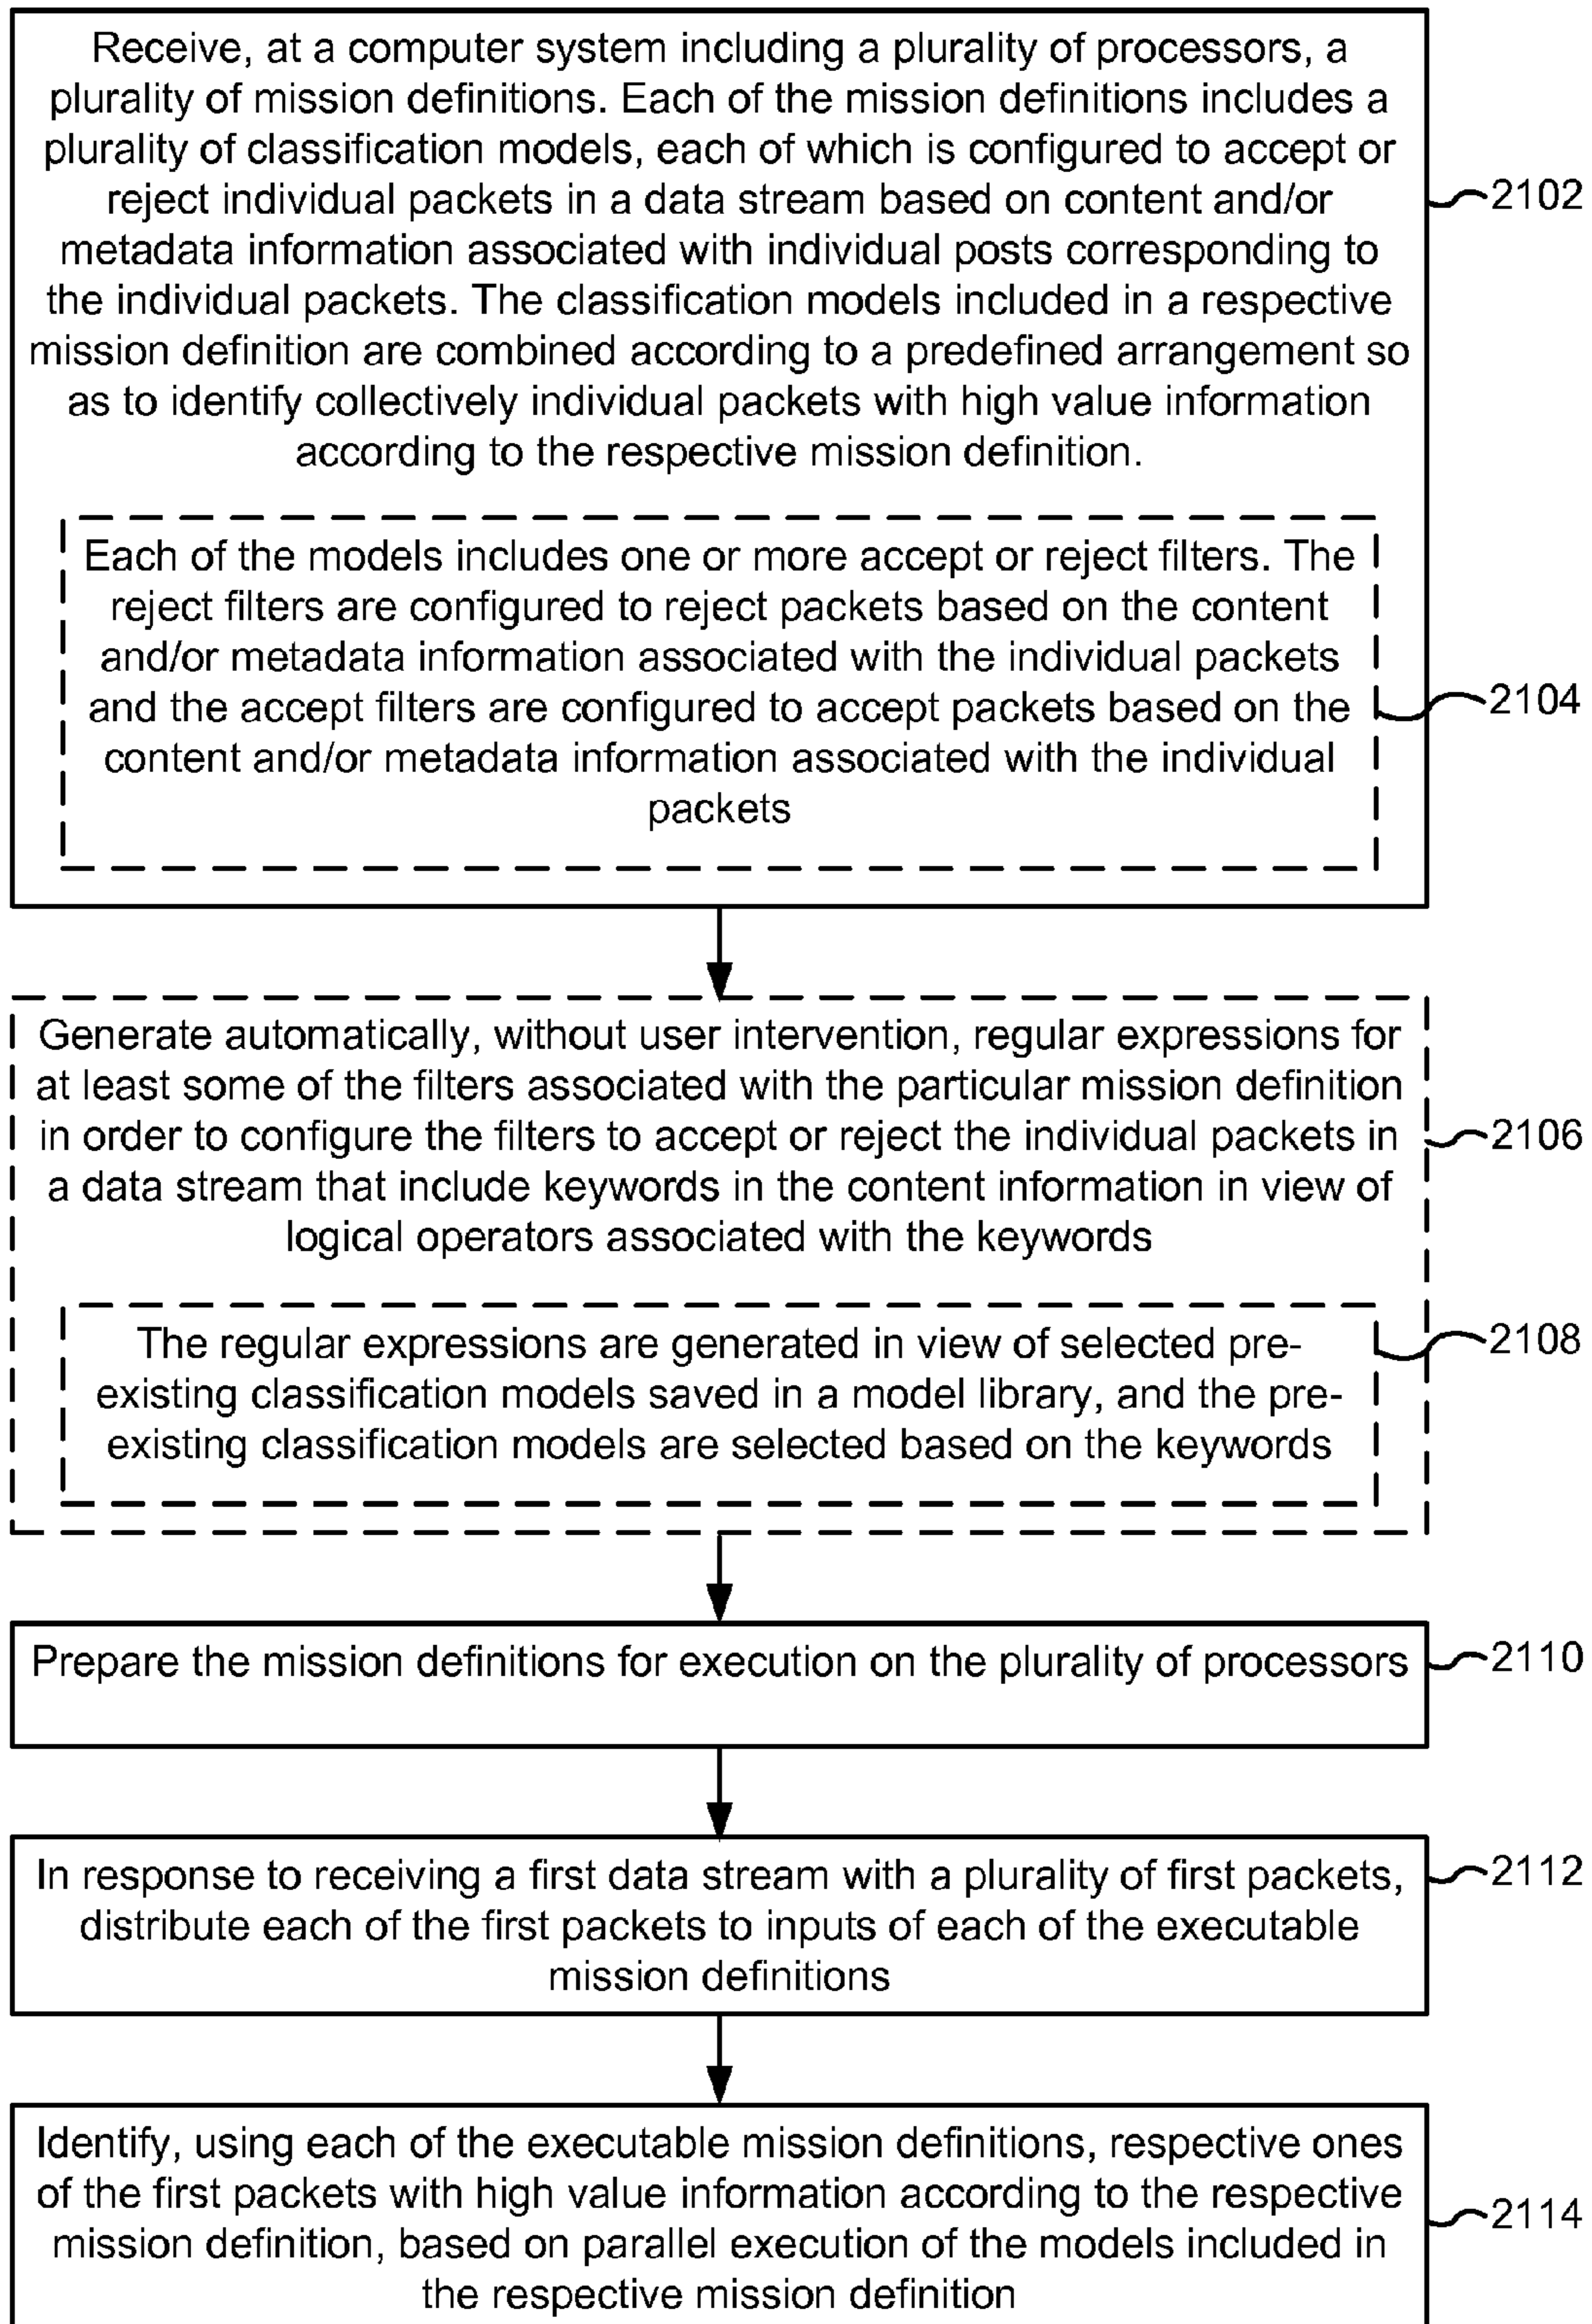 Receive, at a computer system including a plurality of processors, a
plurality of mission definitions. Each of the mission definitions includes a
plurality of classification models, each of which is configured to accept or
reject individual packets in a data stream based on content and/or
metadata information associated with individual posts corresponding to
the individual packets. The classification models included in a respective
mission definition are combined according to a predefined arrangement so
as to identify collectively individual packets with high value information
according to the respective mission definition.
2102
Each of the models includes one or more accept or reject filters. The
reject filters are configured to reject packets based on the content
and/or metadata information associated with the individual packets
and the accept filters are configured to accept packets based on the
content and/or metadata information associated with the individual
packets
2104
Generate automatically, without user intervention, regular expressions for
at least some of the filters associated with the particular mission definition
in order to configure the filters to accept or reject the individual packets in
a data stream that include keywords in the content information in view of
logical operators associated with the keywords
2106
The regular expressions are generated in view of selected pre-
existing classification models saved in a model library, and the pre-
existing classification models are selected based on the keywords
2108
Prepare the mission definitions for execution on the plurality of processors
2110
In response to receiving a first data stream with a plurality of first packets,
distribute each of the first packets to inputs of each of the executable
mission definitions
2112
Identify, using each of the executable mission definitions, respective ones
of the first packets with high value information according to the respective
mission definition, based on parallel execution of the models included in
the respective mission definition
2114